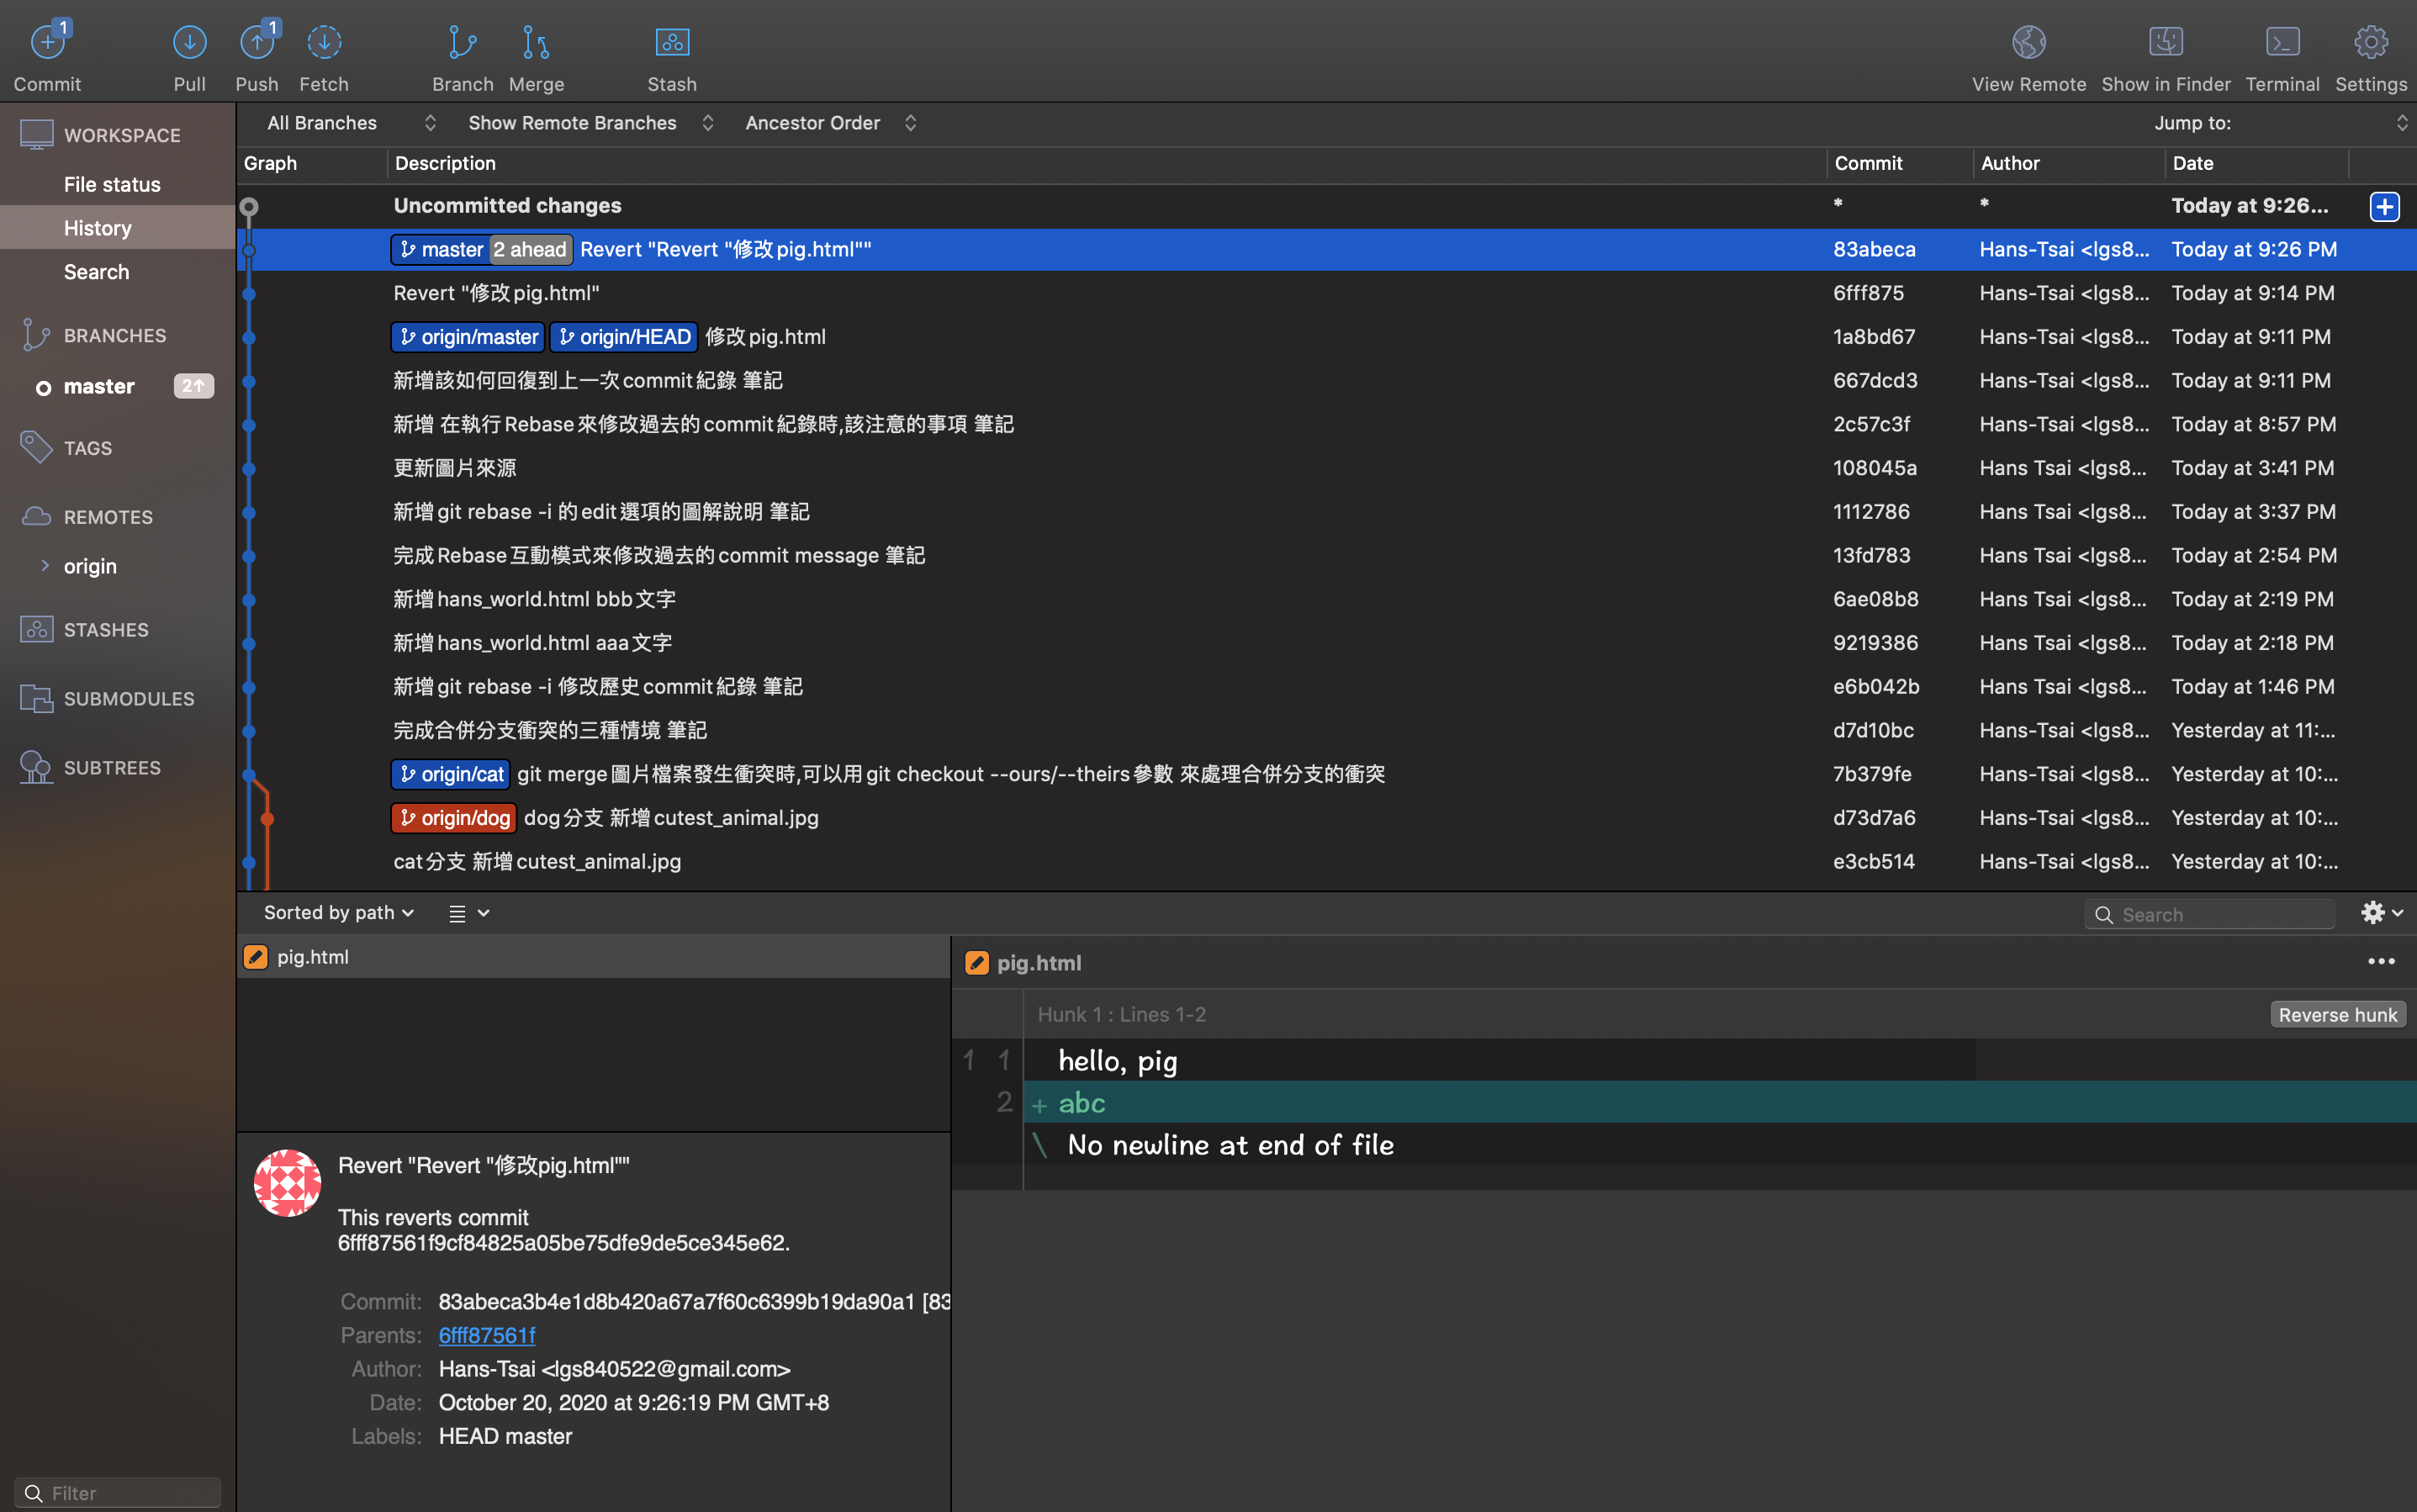 1 1
Commit Pull Push Fetch Branch Merge Stash View Remote Show in Finder Terminal Settings
WORKSPACE
File status
History
Search
BRANCHES
master 2↑
TAGS
REMOTES
origin
STASHES
SUBMODULES
SUBTREES
Filter
All Branches Show Remote Branches Ancestor Order Jump to:
Graph Description Commit Author Date
Uncommitted changes * * Today at 9:26...
master 2 ahead Revert "Revert "修改pig.html"" 83abeca Hans-Tsai <lgs8... Today at 9:26 PM
Revert "修改pig.html" 6fff875 Hans-Tsai <lgs8... Today at 9:14 PM
origin/master origin/HEAD 修改pig.html 1a8bd67 Hans-Tsai <lgs8... Today at 9:11 PM
新增該如何回復到上一次commit紀錄 筆記 667dcd3 Hans-Tsai <lgs8... Today at 9:11 PM
新增 在執行Rebase來修改過去的commit紀錄時,該注意的事項 筆記 2c57c3f Hans-Tsai <lgs8... Today at 8:57 PM
更新圖片來源 108045a Hans Tsai <lgs8... Today at 3:41 PM
新增git rebase -i 的edit選項的圖解說明 筆記 1112786 Hans Tsai <lgs8... Today at 3:37 PM
完成Rebase互動模式來修改過去的commit message 筆記 13fd783 Hans Tsai <lgs8... Today at 2:54 PM
新增hans_world.html bbb文字 6ae08b8 Hans Tsai <lgs8... Today at 2:19 PM
新增hans_world.html aaa文字 9219386 Hans Tsai <lgs8... Today at 2:18 PM
新增git rebase -i 修改歷史commit紀錄 筆記 e6b042b Hans Tsai <lgs8... Today at 1:46 PM
完成合併分支衝突的三種情境 筆記 d7d10bc Hans-Tsai <lgs8... Yesterday at 11:...
origin/cat git merge圖片檔案發生衝突時,可以用git checkout --ours/--theirs參數 來處理合併分支的衝突 7b379fe Hans-Tsai <lgs8... Yesterday at 10:...
origin/dog dog分支 新增cutest_animal.jpg d73d7a6 Hans-Tsai <lgs8... Yesterday at 10:...
cat分支 新增cutest_animal.jpg e3cb514 Hans-Tsai <lgs8... Yesterday at 10:...
Sorted by path Search
pig.html
Revert "Revert "修改pig.html""
This reverts commit
6fff87561f9cf84825a05be75dfe9de5ce345e62.
Commit: 83abeca3b4e1d8b420a67a7f60c6399b19da90a1 [83
Parents: 6fff87561f
Author: Hans-Tsai <lgs840522@gmail.com>
Date: October 20, 2020 at 9:26:19 PM GMT+8
Labels: HEAD master
pig.html
Hunk 1 : Lines 1-2 Reverse hunk
1 1 hello, pig
2 + abc
\ No newline at end of file